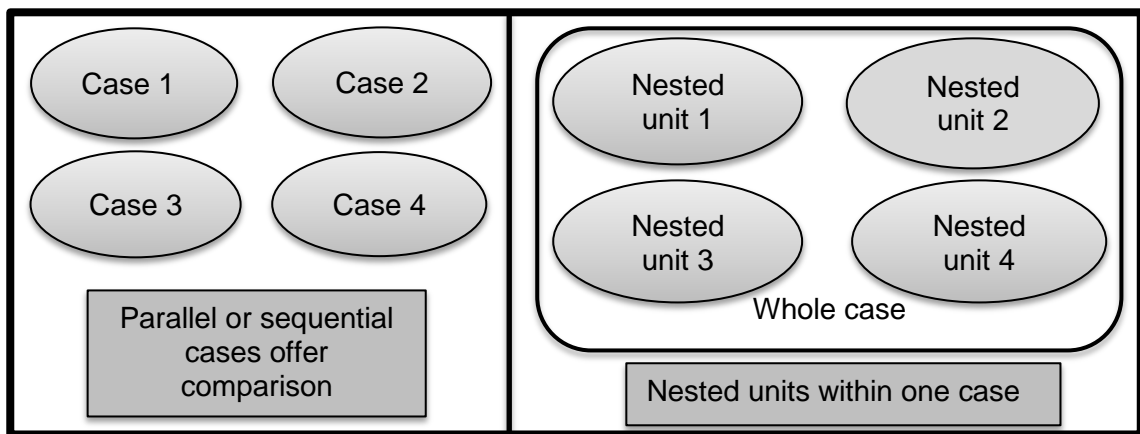 Case 1
Case 2
Case 3
Case 4
Parallel or sequential
cases offer
comparison
Nested
unit 1
Nested
unit 2
Nested
unit 3
Nested
unit 4
Whole case
Nested units within one case